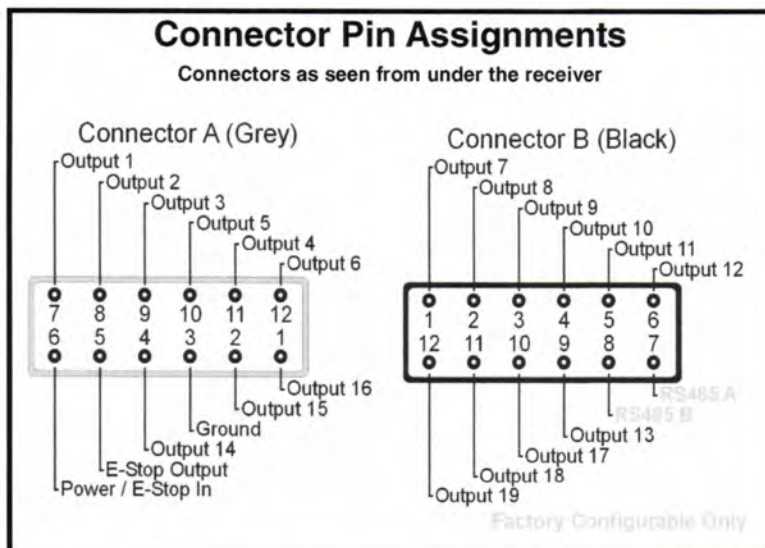 Connector Pin Assignments
Connectors as seen from under the receiver
Connector A (Grey)
Output 1
Output 2
Output 3
Output 5
Output 4
Output 6
7 8 9 10 11 12
6 5 4 3 2 1
Output 16
Output 15
Ground
Output 14
E-Stop Output
Power / E-Stop In
Connector B (Black)
Output 7
Output 8
Output 9
Output 10
Output 11
Output 12
1 2 3 4 5 6
12 11 10 9 8 7
RS485 A
RS485 B
Output 13
Output 17
Output 18
Output 19
Factory Configurable Only